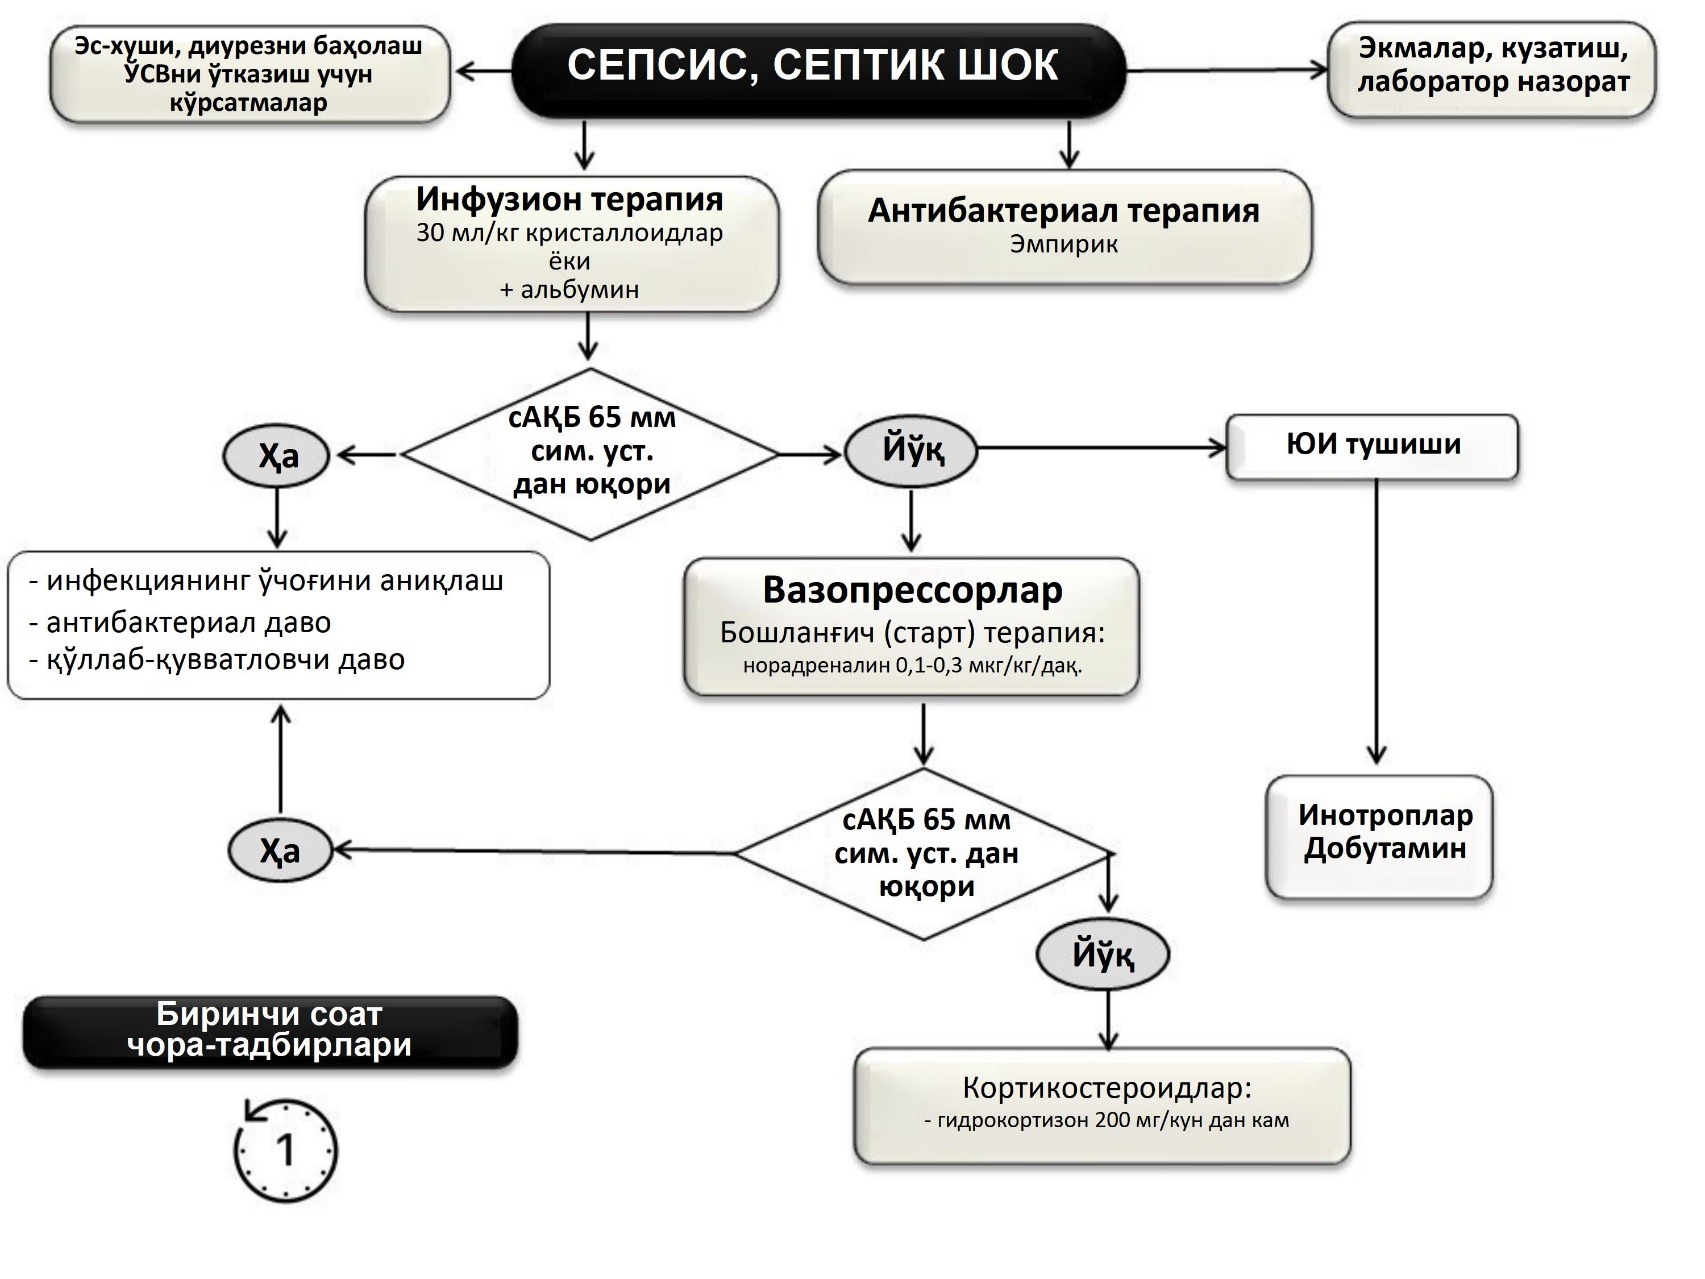 Эс-хуши, диурезни баҳолаш
ЎСВни ўтказиш учун
кўрсатмалар
СЕПСИС, СЕПТИК ШОК
Экмалар, кузатиш,
лаборатор назорат
Инфузион терапия
30 мл/кг кристаллоидлар
ёки
+ альбумин
Антибактериал терапия
Эмпирик
сАҚБ 65 мм
сим. уст.
дан юқори
Ҳа
Йўқ
ЮИ тушиши
- инфекциянинг ўчоғини аниқлаш
- антибактериал даво
- қўллаб-қувватловчи даво
Вазопрессорлар
Бошланғич (старт) терапия:
норадреналин 0,1-0,3 мкг/кг/дақ.
сАҚБ 65 мм
сим. уст. дан
юқори
Ҳа
Инотроплар
Добутамин
Йўқ
Биринчи соат
чора-тадбирлари
1
Кортикостероидлар:
- гидрокортизон 200 мг/кун дан кам